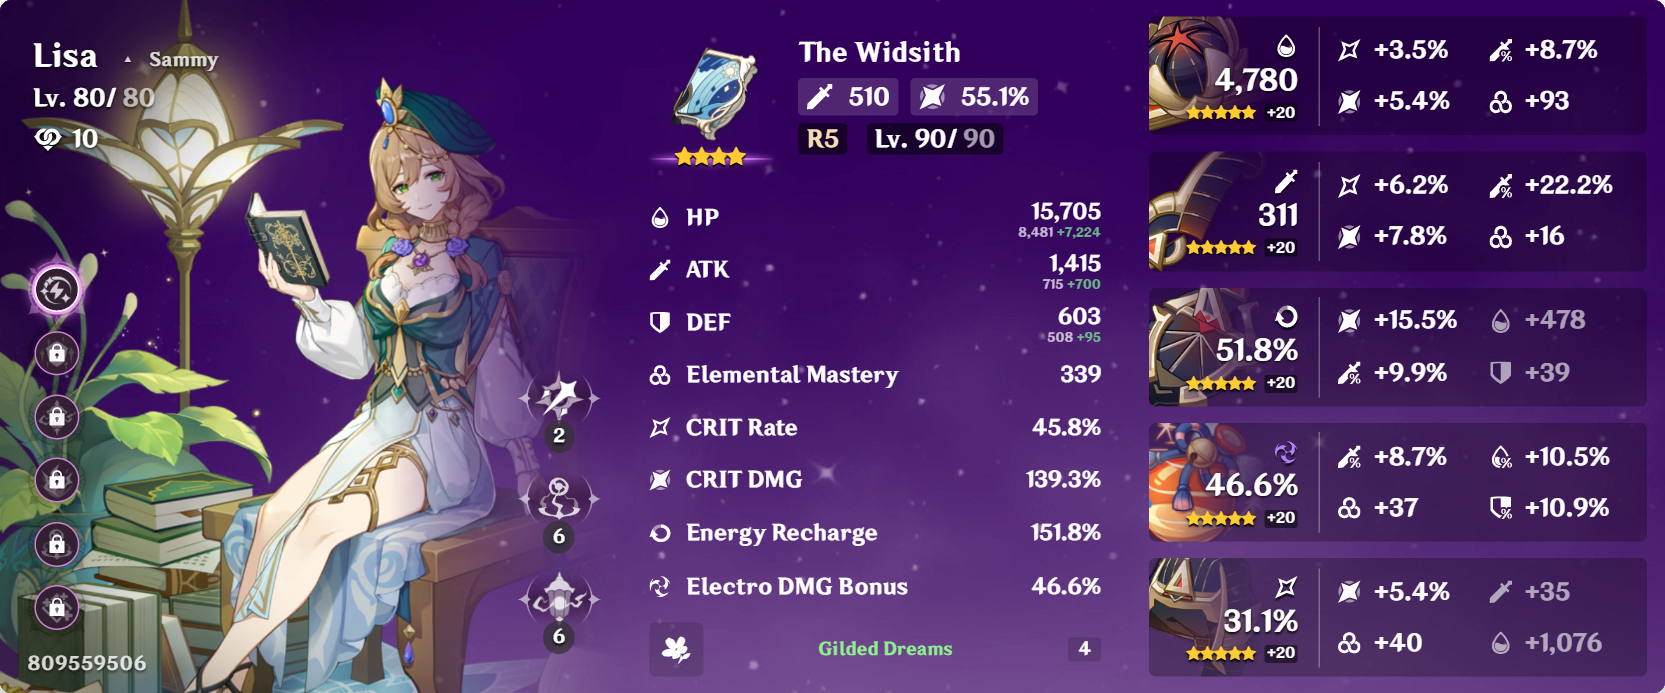 Lisa ▲ Sammy
Lv. 80/ 80
10
2
6
6
809559506
The Widsith
510 55.1%
R5 Lv. 90/ 90
HP 15,705
8,481 +7,224
ATK 1,415
715 +700
DEF 603
508 +95
Elemental Mastery 339
CRIT Rate 45.8%
CRIT DMG 139.3%
Energy Recharge 151.8%
Electro DMG Bonus 46.6%
Gilded Dreams 4
4,780
+20
+3.5% +8.7%
+5.4% +93
311
+20
+6.2% +22.2%
+7.8% +16
51.8%
+20
+15.5% +478
+9.9% +39
46.6%
+20
+8.7% +10.5%
+37 +10.9%
31.1%
+20
+5.4% +35
+40 +1,076